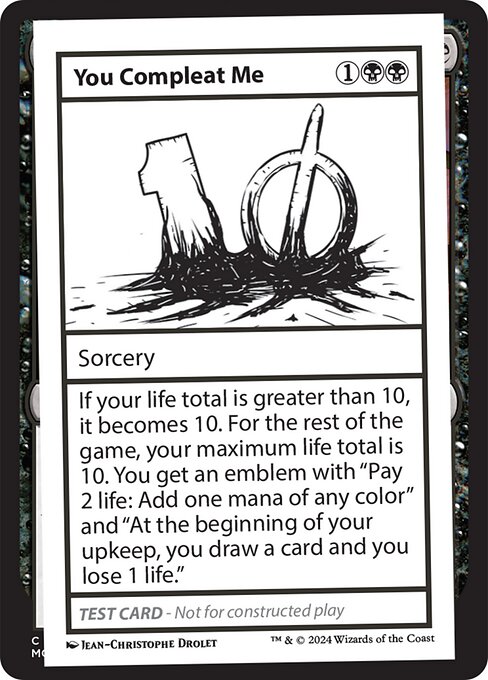 You Compleat Me 1
Sorcery
If your life total is greater than 10,
it becomes 10. For the rest of the
game, your maximum life total is
10. You get an emblem with “Pay
2 life: Add one mana of any color”
and “At the beginning of your
upkeep, you draw a card and you
lose 1 life.”
TEST CARD - Not for constructed play
Jean-Christophe Drolet ™ & © 2024 Wizards of the Coast